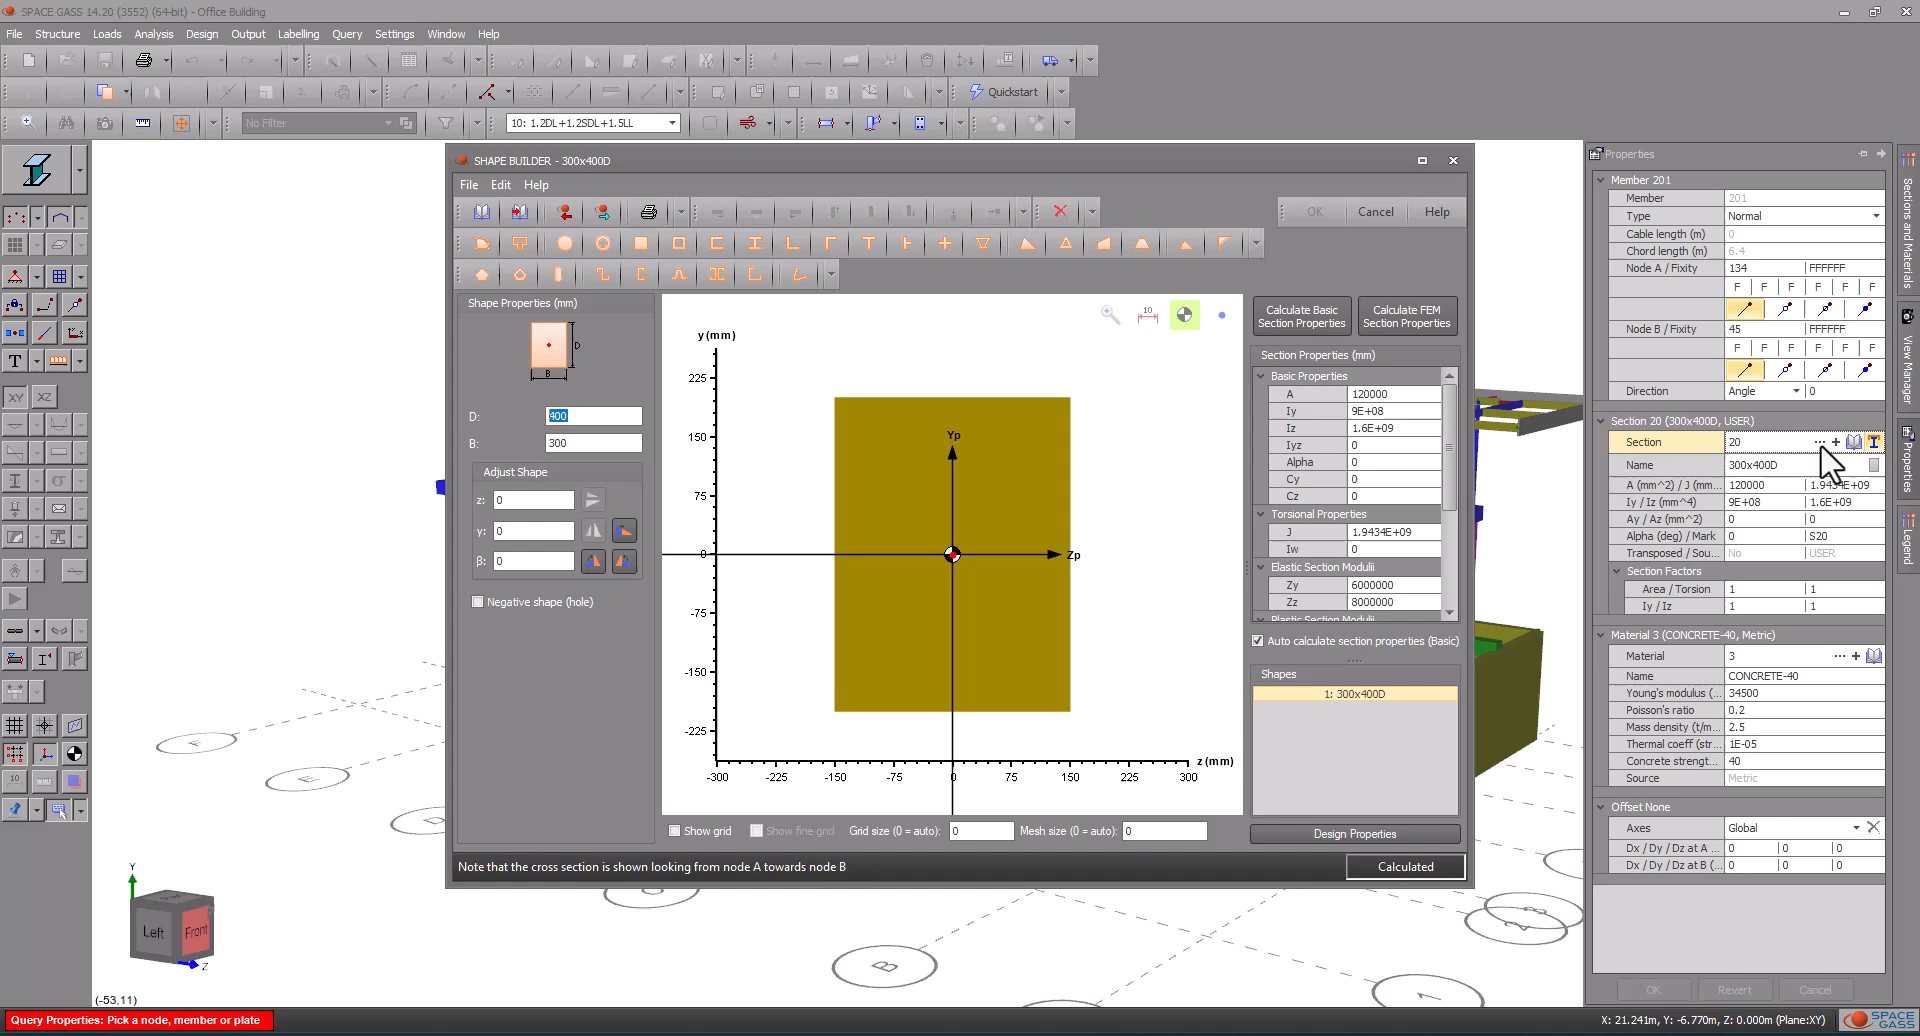 SPACE GASS 14.20 (3552) (64-bit) - Office Building
File Structure Loads Analysis Design Output Labelling Query Settings Window Help
Quickstart
No Filter
10: 1.2DL+1.2SDL+1.5LL
SHAPE BUILDER - 300x400D
File Edit Help
OK Cancel Help
Shape Properties (mm)
D
B
D: 400
B: 300
Adjust Shape
z: 0
y: 0
β: 0
Negative shape (hole)
10
y (mm)
225
150
75
0
-75
-150
-225
Yp
Zp
z (mm)
-300 -225 -150 -75 0 75 150 225 300
Show grid Show fine grid Grid size (0 = auto): 0 Mesh size (0 = auto): 0
Note that the cross section is shown looking from node A towards node B
Calculate Basic Section Properties
Calculate FEM Section Properties
Section Properties (mm)
Basic Properties
A 120000
Iy 9E+08
Iz 1.6E+09
Iyz 0
Alpha 0
Cy 0
Cz 0
Torsional Properties
J 1.9434E+09
Iw 0
Elastic Section Modulii
Zy 6000000
Zz 8000000
Plastic Section Modulii
Auto calculate section properties (Basic)
Shapes
1: 300x400D
Design Properties
Calculated
Properties
Member 201
Member 201
Type Normal
Cable length (m) 0
Chord length (m) 6.4
Node A / Fixity 134 FFFFFF
F F F F F F
Node B / Fixity 45 FFFFFF
F F F F F F
Direction Angle 0
Section 20 (300x400D, USER)
Section 20
Name 300x400D
A (mm^2) / J (mm... 120000 1.9434E+09
Iy / Iz (mm^4) 9E+08 1.6E+09
Ay / Az (mm^2) 0 0
Alpha (deg) / Mark 0 S20
Transposed / Sou... No USER
Section Factors
Area / Torsion 1 1
Iy / Iz 1 1
Material 3 (CONCRETE-40, Metric)
Material 3
Name CONCRETE-40
Young's modulus (... 34500
Poisson's ratio 0.2
Mass density (t/m... 2.5
Thermal coeff (str... 1E-05
Concrete strengt... 40
Source Metric
Offset None
Axes Global
Dx / Dy / Dz at A ... 0 0 0
Dx / Dy / Dz at B (... 0 0 0
OK Revert Cancel
Sections and Materials
View Manager
Properties
Legend
XY XZ
T
10
Y
Left Front
Z
F
E
D
B
1
(-53,11)
Query Properties: Pick a node, member or plate
X: 21.241m, Y: -6.770m, Z: 0.000m (Plane:XY)
SPACE GASS